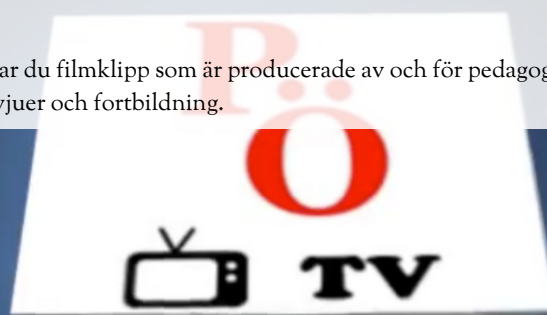 ar du filmklipp som är producerade av och för pedagog
vjuer och fortbildning.
P
Ö
TV